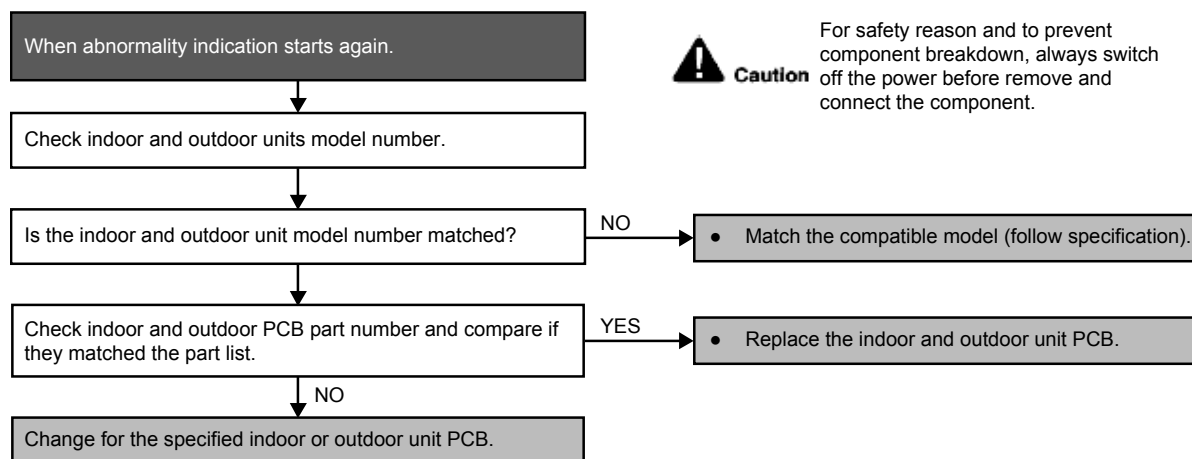 When abnormality indication starts again.
For safety reason and to prevent
component breakdown, always switch
Caution off the power before remove and
connect the component.
Check indoor and outdoor units model number.
Is the indoor and outdoor unit model number matched?
NO
● Match the compatible model (follow specification).
Check indoor and outdoor PCB part number and compare if
they matched the part list.
YES
● Replace the indoor and outdoor unit PCB.
NO
Change for the specified indoor or outdoor unit PCB.